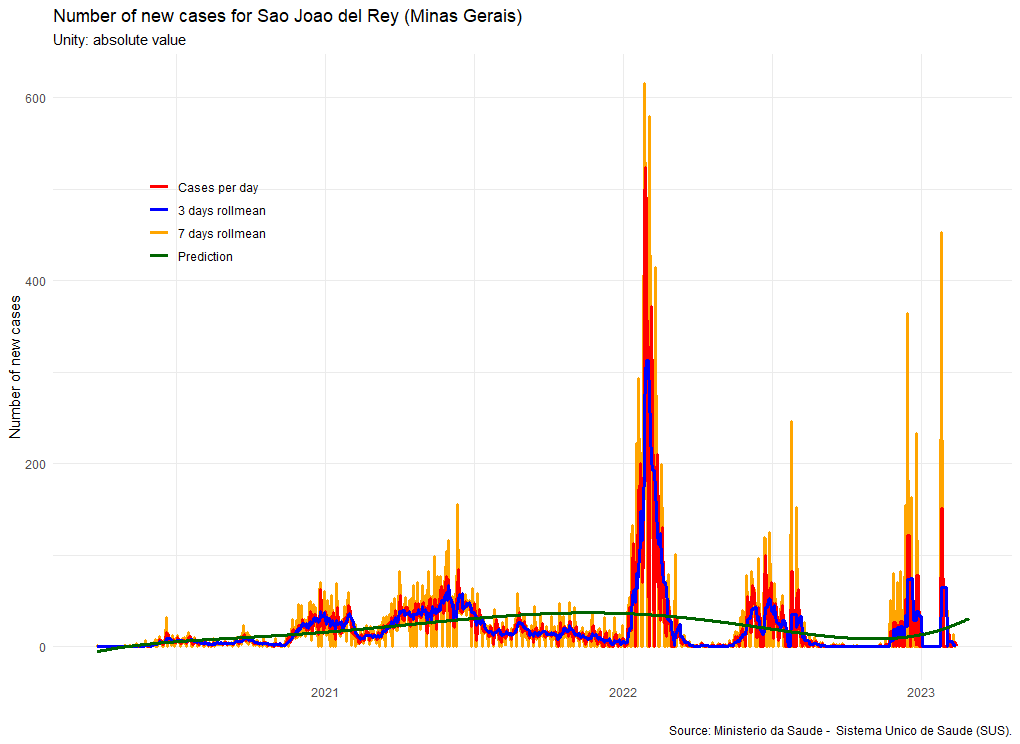 Number of new cases for Sao Joao del Rey (Minas Gerais)
Unity: absolute value
600
Cases per day
3 days rollmean
7 days rollmean
Prediction
400
Number of new cases
200
0
2021
2022
2023
Source: Ministerio da Saude - Sistema Unico de Saude (SUS).